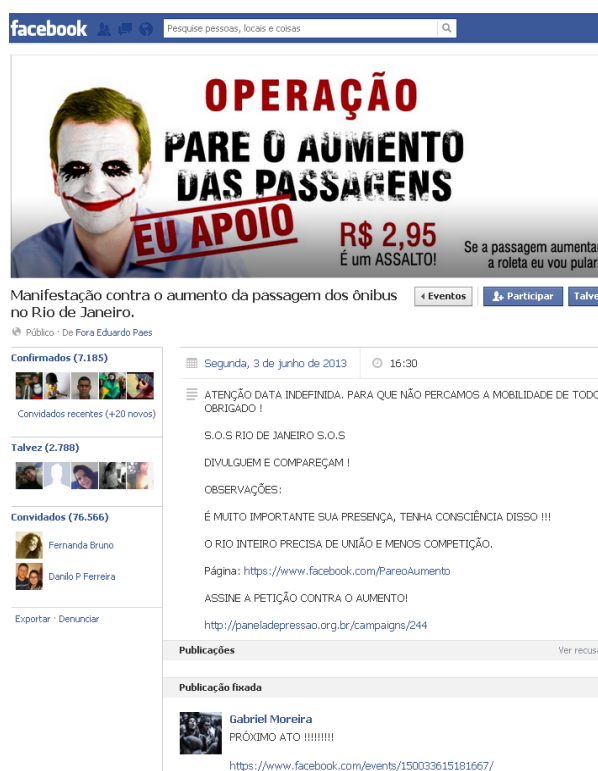 facebook
Pesquise pessoas, locais e coisas
OPERAÇÃO
PARE O AUMENTO
DAS PASSAGENS
EU APOIO
R$ 2,95
É um ASSALTO!
Se a passagem aumentar
a roleta eu vou pular
Manifestação contra o aumento da passagem dos ônibus
no Rio de Janeiro.
Eventos
Participar
Talve
Público · De Fora Eduardo Paes
Confirmados (7.185)
Convidados recentes (+20 novos)
Talvez (2.788)
Convidados (76.566)
Fernanda Bruno
Danilo P Ferreira
Exportar · Denunciar
Segunda, 3 de junho de 2013
16:30
ATENÇÃO DATA INDEFINIDA. PARA QUE NÃO PERCAMOS A MOBILIDADE DE TODO
OBRIGADO !
S.O.S RIO DE JANEIRO S.O.S
DIVULGUEM E COMPAREÇAM !
OBSERVAÇÕES:
É MUITO IMPORTANTE SUA PRESENÇA, TENHA CONSCIÊNCIA DISSO !!!
O RIO INTEIRO PRECISA DE UNIÃO E MENOS COMPETIÇÃO.
Página: https://www.facebook.com/PareoAumento
ASSINE A PETIÇÃO CONTRA O AUMENTO!
http://paneladepressao.org.br/campaigns/244
Publicações
Ver recusa
Publicação fixada
Gabriel Moreira
PRÓXIMO ATO !!!!!!!!!
https://www.facebook.com/events/150033615181667/